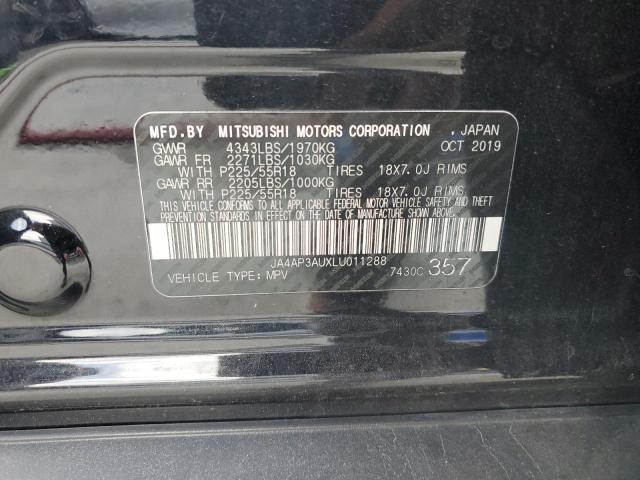 MFD.BY MITSUBISHI MOTORS CORPORATION , JAPAN
GVWR 4343LBS/1970KG OCT 2019
GAWR FR 2271LBS/1030KG
WITH P225/55R18 TIRES 18X7.0J RIMS
GAWR RR 2205LBS/1000KG
WITH P225/55R18 TIRES 18X7.0J RIMS
THIS VEHICLE CONFORMS TO ALL APPLICABLE FEDERAL MOTOR VEHICLE SAFETY AND THEFT
PREVENTION STANDARDS IN EFFECT ON THE DATE OF MANUFACTURE SHOWN ABOVE.
JA4AP3AUXLU011288
VEHICLE TYPE: MPV 7430C 357